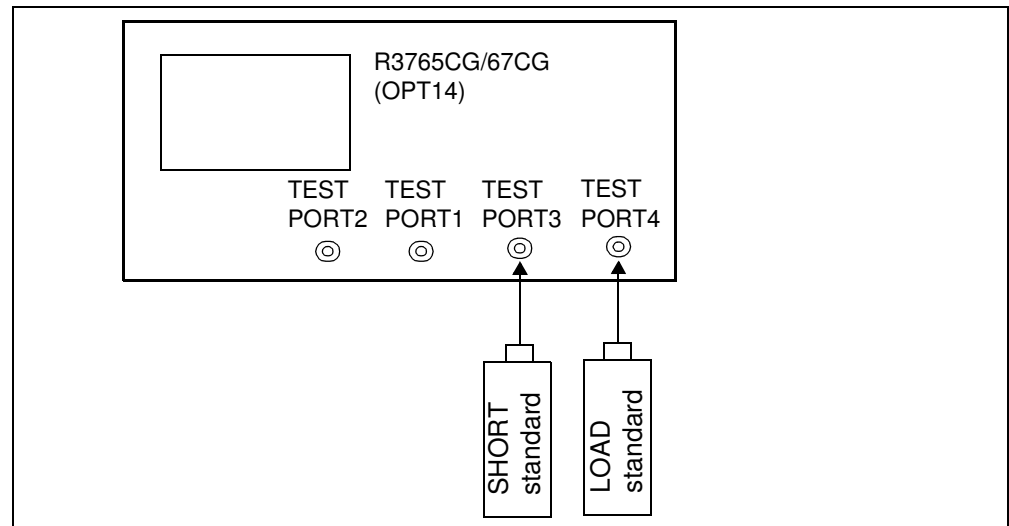 R3765CG/67CG
(OPT14)
TEST
PORT2
TEST
PORT1
TEST
PORT3
TEST
PORT4
SHORT
standard
LOAD
standard